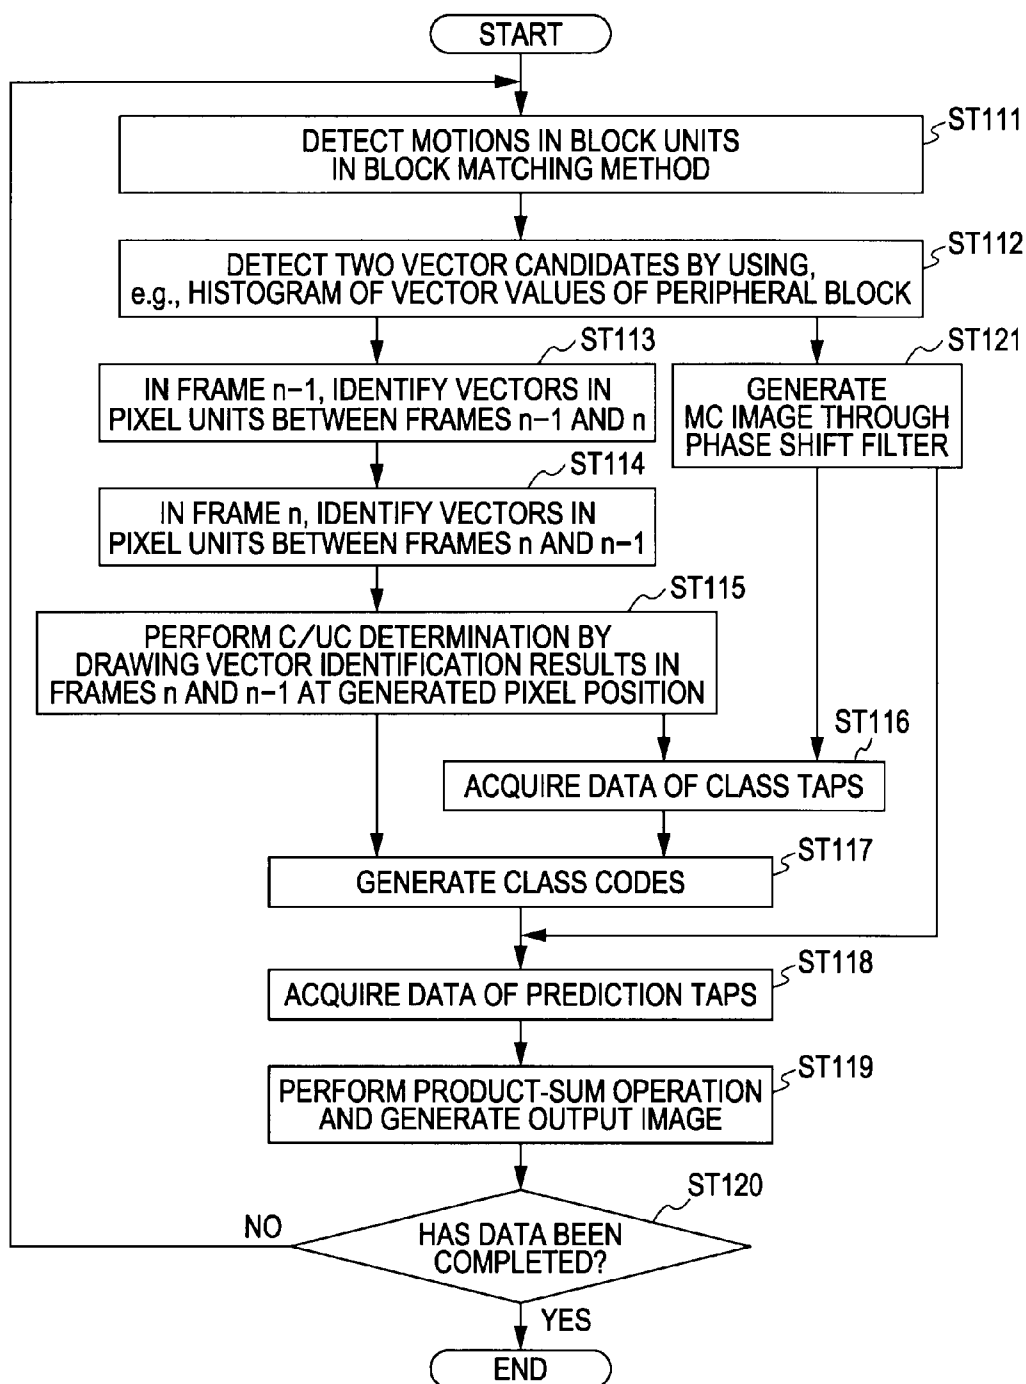 START
ST111
DETECT MOTIONS IN BLOCK UNITS
IN BLOCK MATCHING METHOD
ST112
DETECT TWO VECTOR CANDIDATES BY USING,
e.g., HISTOGRAM OF VECTOR VALUES OF PERIPHERAL BLOCK
ST113
IN FRAME n−1, IDENTIFY VECTORS IN
PIXEL UNITS BETWEEN FRAMES n−1 AND n
ST121
GENERATE
MC IMAGE THROUGH
PHASE SHIFT FILTER
ST114
IN FRAME n, IDENTIFY VECTORS IN
PIXEL UNITS BETWEEN FRAMES n AND n−1
ST115
PERFORM C/UC DETERMINATION BY
DRAWING VECTOR IDENTIFICATION RESULTS IN
FRAMES n AND n−1 AT GENERATED PIXEL POSITION
ST116
ACQUIRE DATA OF CLASS TAPS
ST117
GENERATE CLASS CODES
ST118
ACQUIRE DATA OF PREDICTION TAPS
ST119
PERFORM PRODUCT-SUM OPERATION
AND GENERATE OUTPUT IMAGE
ST120
NO
HAS DATA BEEN
COMPLETED?
YES
END